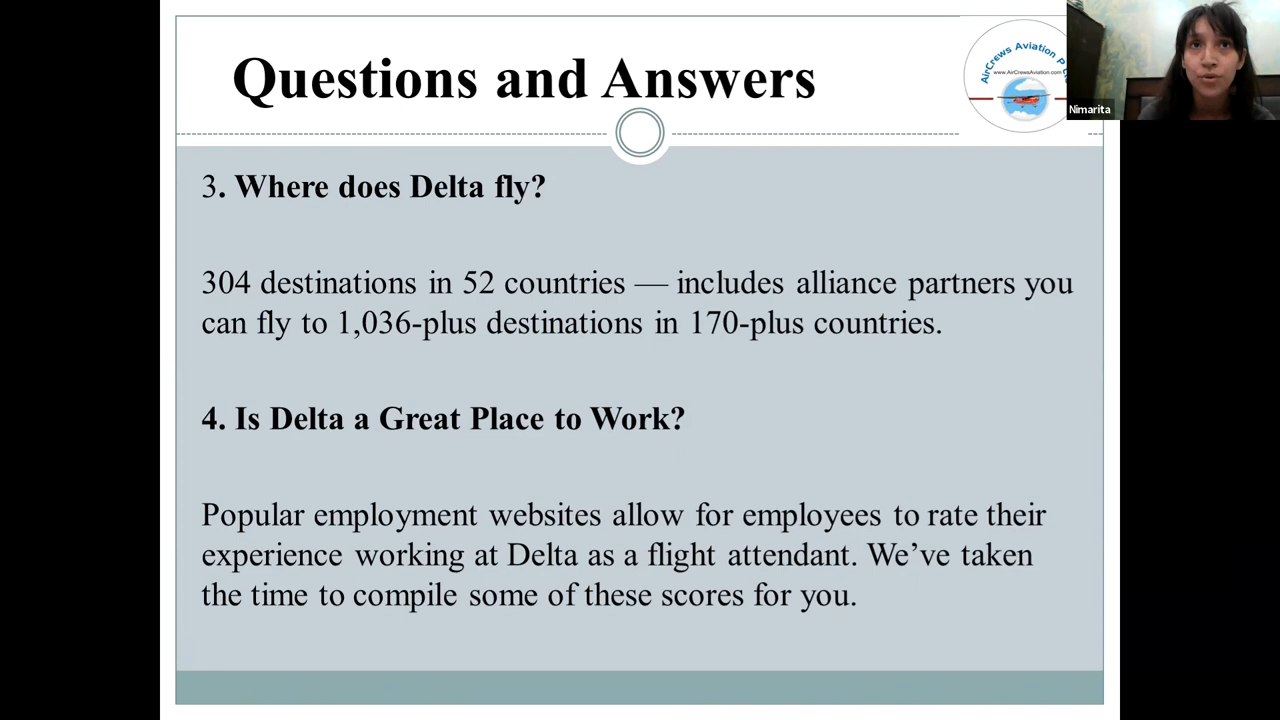 Questions and Answers
AirCrews Aviation P
www.AirCrewsAviation.com
Nimarita
3. Where does Delta fly?
304 destinations in 52 countries — includes alliance partners you
can fly to 1,036-plus destinations in 170-plus countries.
4. Is Delta a Great Place to Work?
Popular employment websites allow for employees to rate their
experience working at Delta as a flight attendant. We’ve taken
the time to compile some of these scores for you.